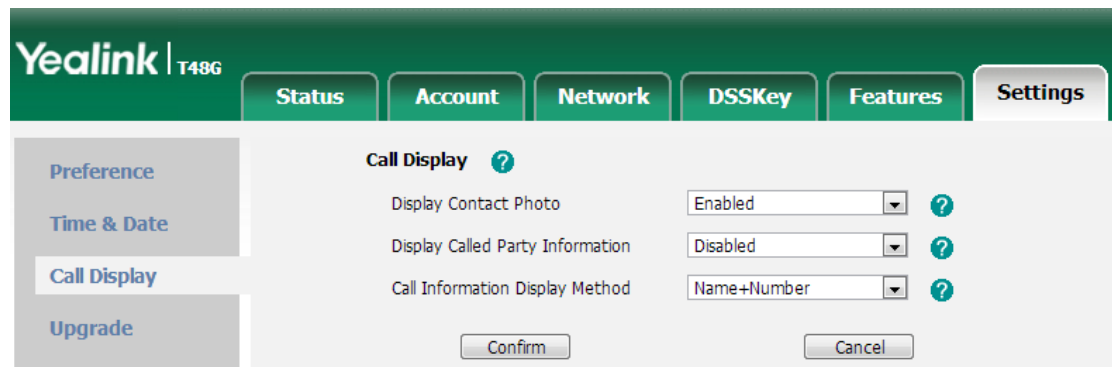 Yealink | T48G
Status Account Network DSSKey Features Settings
Preference
Time & Date
Call Display
Upgrade
Call Display ?
Display Contact Photo Enabled ?
Display Called Party Information Disabled ?
Call Information Display Method Name+Number ?
Confirm Cancel